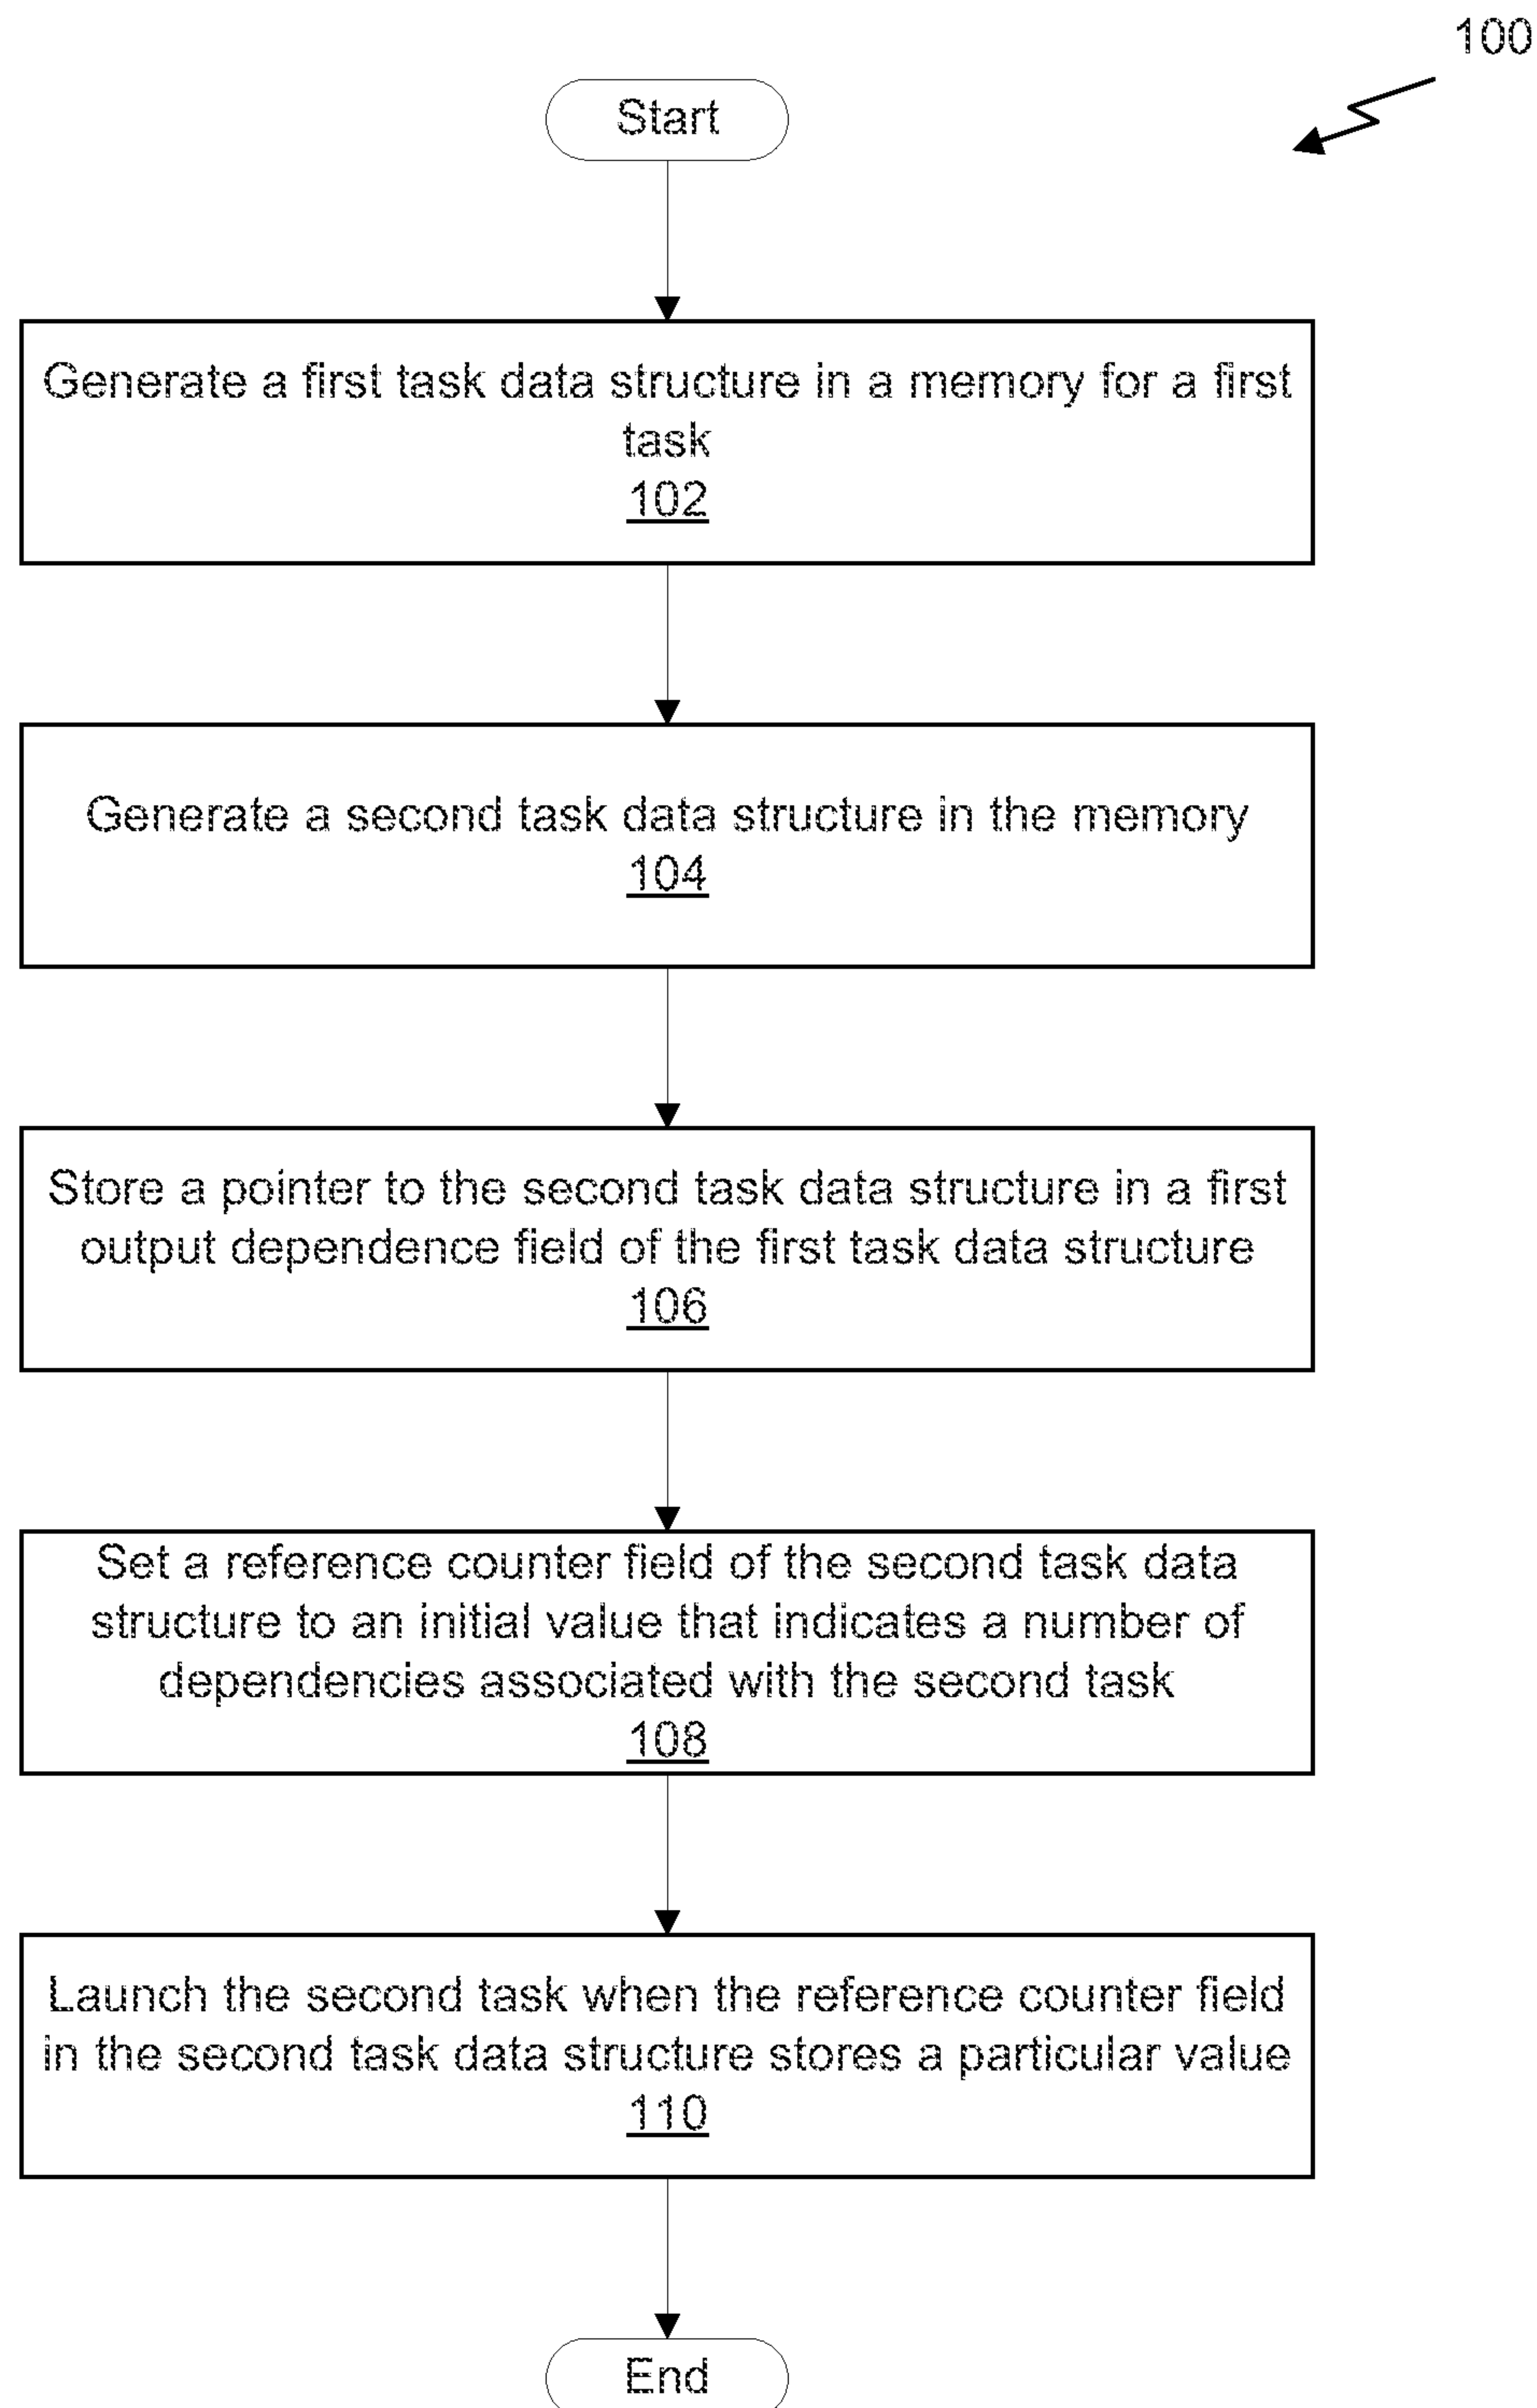 100
Start
Generate a first task data structure in a memory for a first
task
102
Generate a second task data structure in the memory
104
Store a pointer to the second task data structure in a first
output dependence field of the first task data structure
106
Set a reference counter field of the second task data
structure to an initial value that indicates a number of
dependencies associated with the second task
108
Launch the second task when the reference counter field
in the second task data structure stores a particular value
110
End